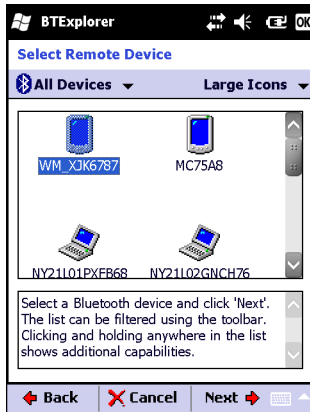 BTExplorer OK
Select Remote Device
All Devices Large Icons
WM_XJK6787 MC75A8
NY21L01PXFB68 NY21L02GNCH76
Select a Bluetooth device and click 'Next'.
The list can be filtered using the toolbar.
Clicking and holding anywhere in the list
shows additional capabilities.
Back Cancel Next